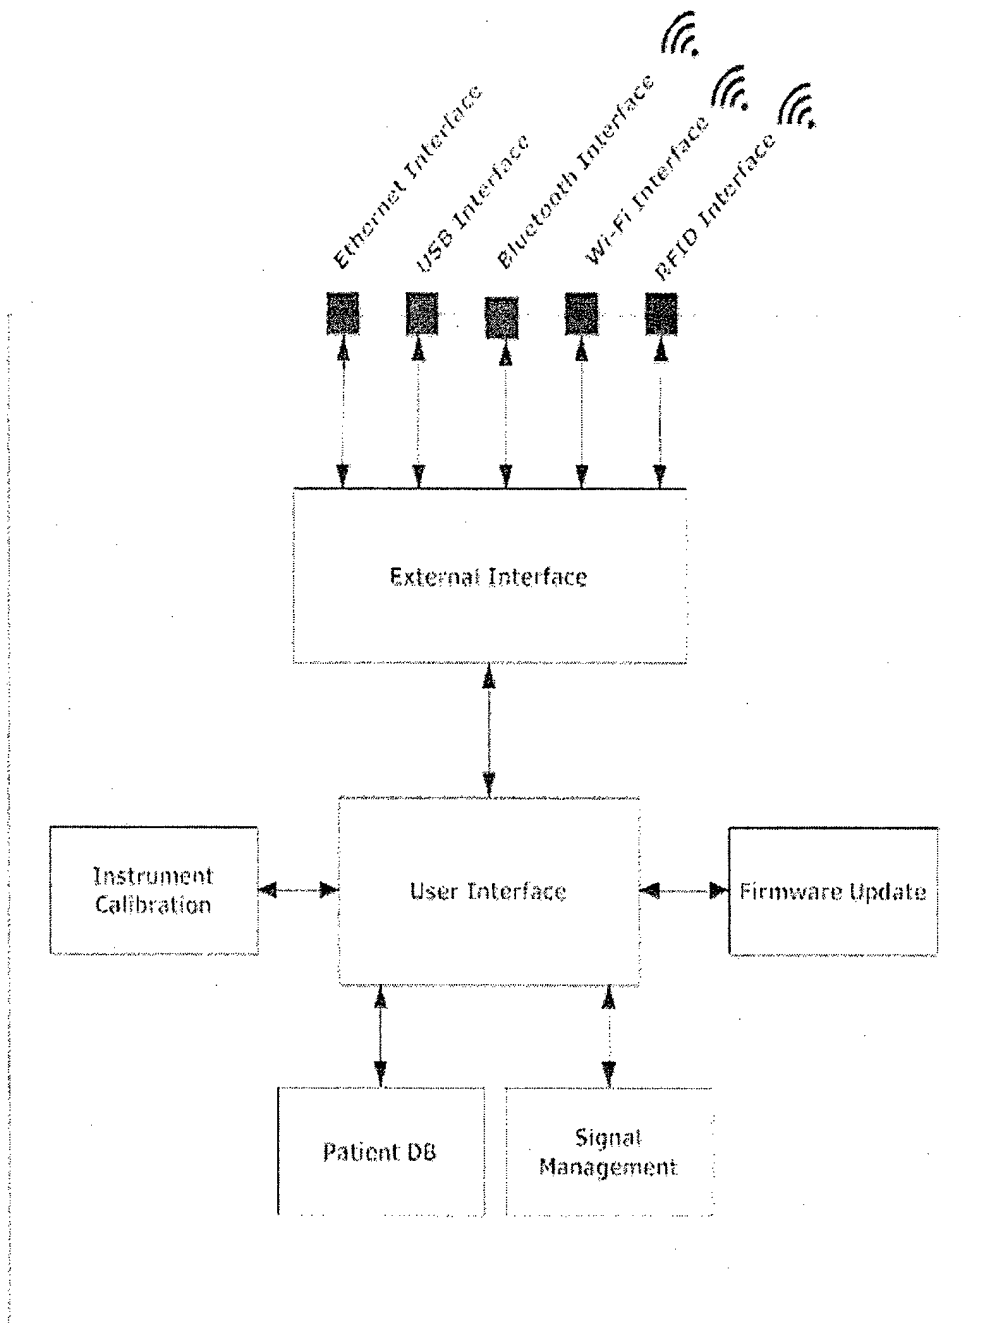 Ethernet Interface
USB Interface
Bluetooth Interface
Wi-Fi Interface
RFID Interface
External Interface
Instrument
Calibration
User Interface
Firmware Update
Patient DB
Signal
Management